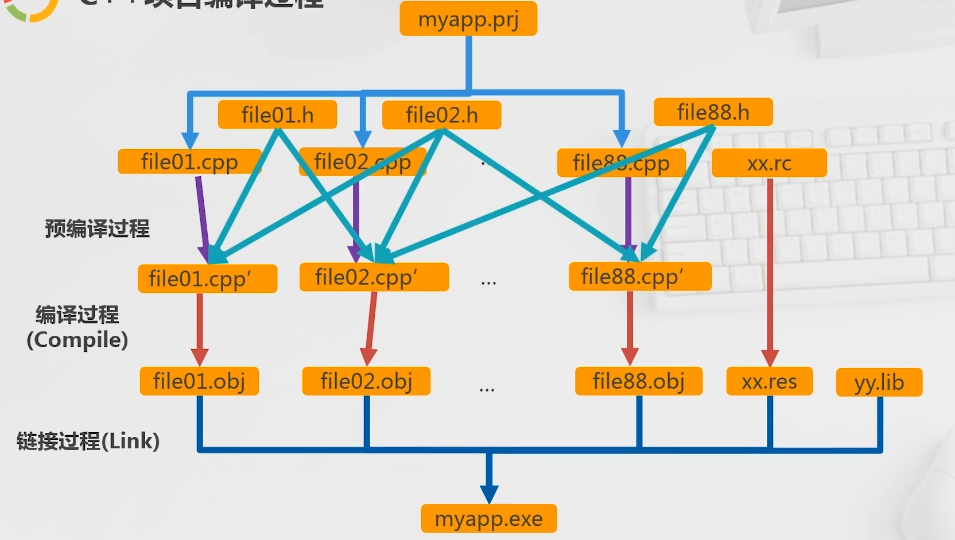 C++项目编译过程
myapp.prj
file01.h
file02.h
file88.h
file01.cpp
file02.cpp
.
file88.cpp
xx.rc
预编译过程
file01.cpp′
file02.cpp′
...
file88.cpp′
编译过程
(Compile)
file01.obj
file02.obj
...
file88.obj
xx.res
yy.lib
链接过程(Link)
myapp.exe